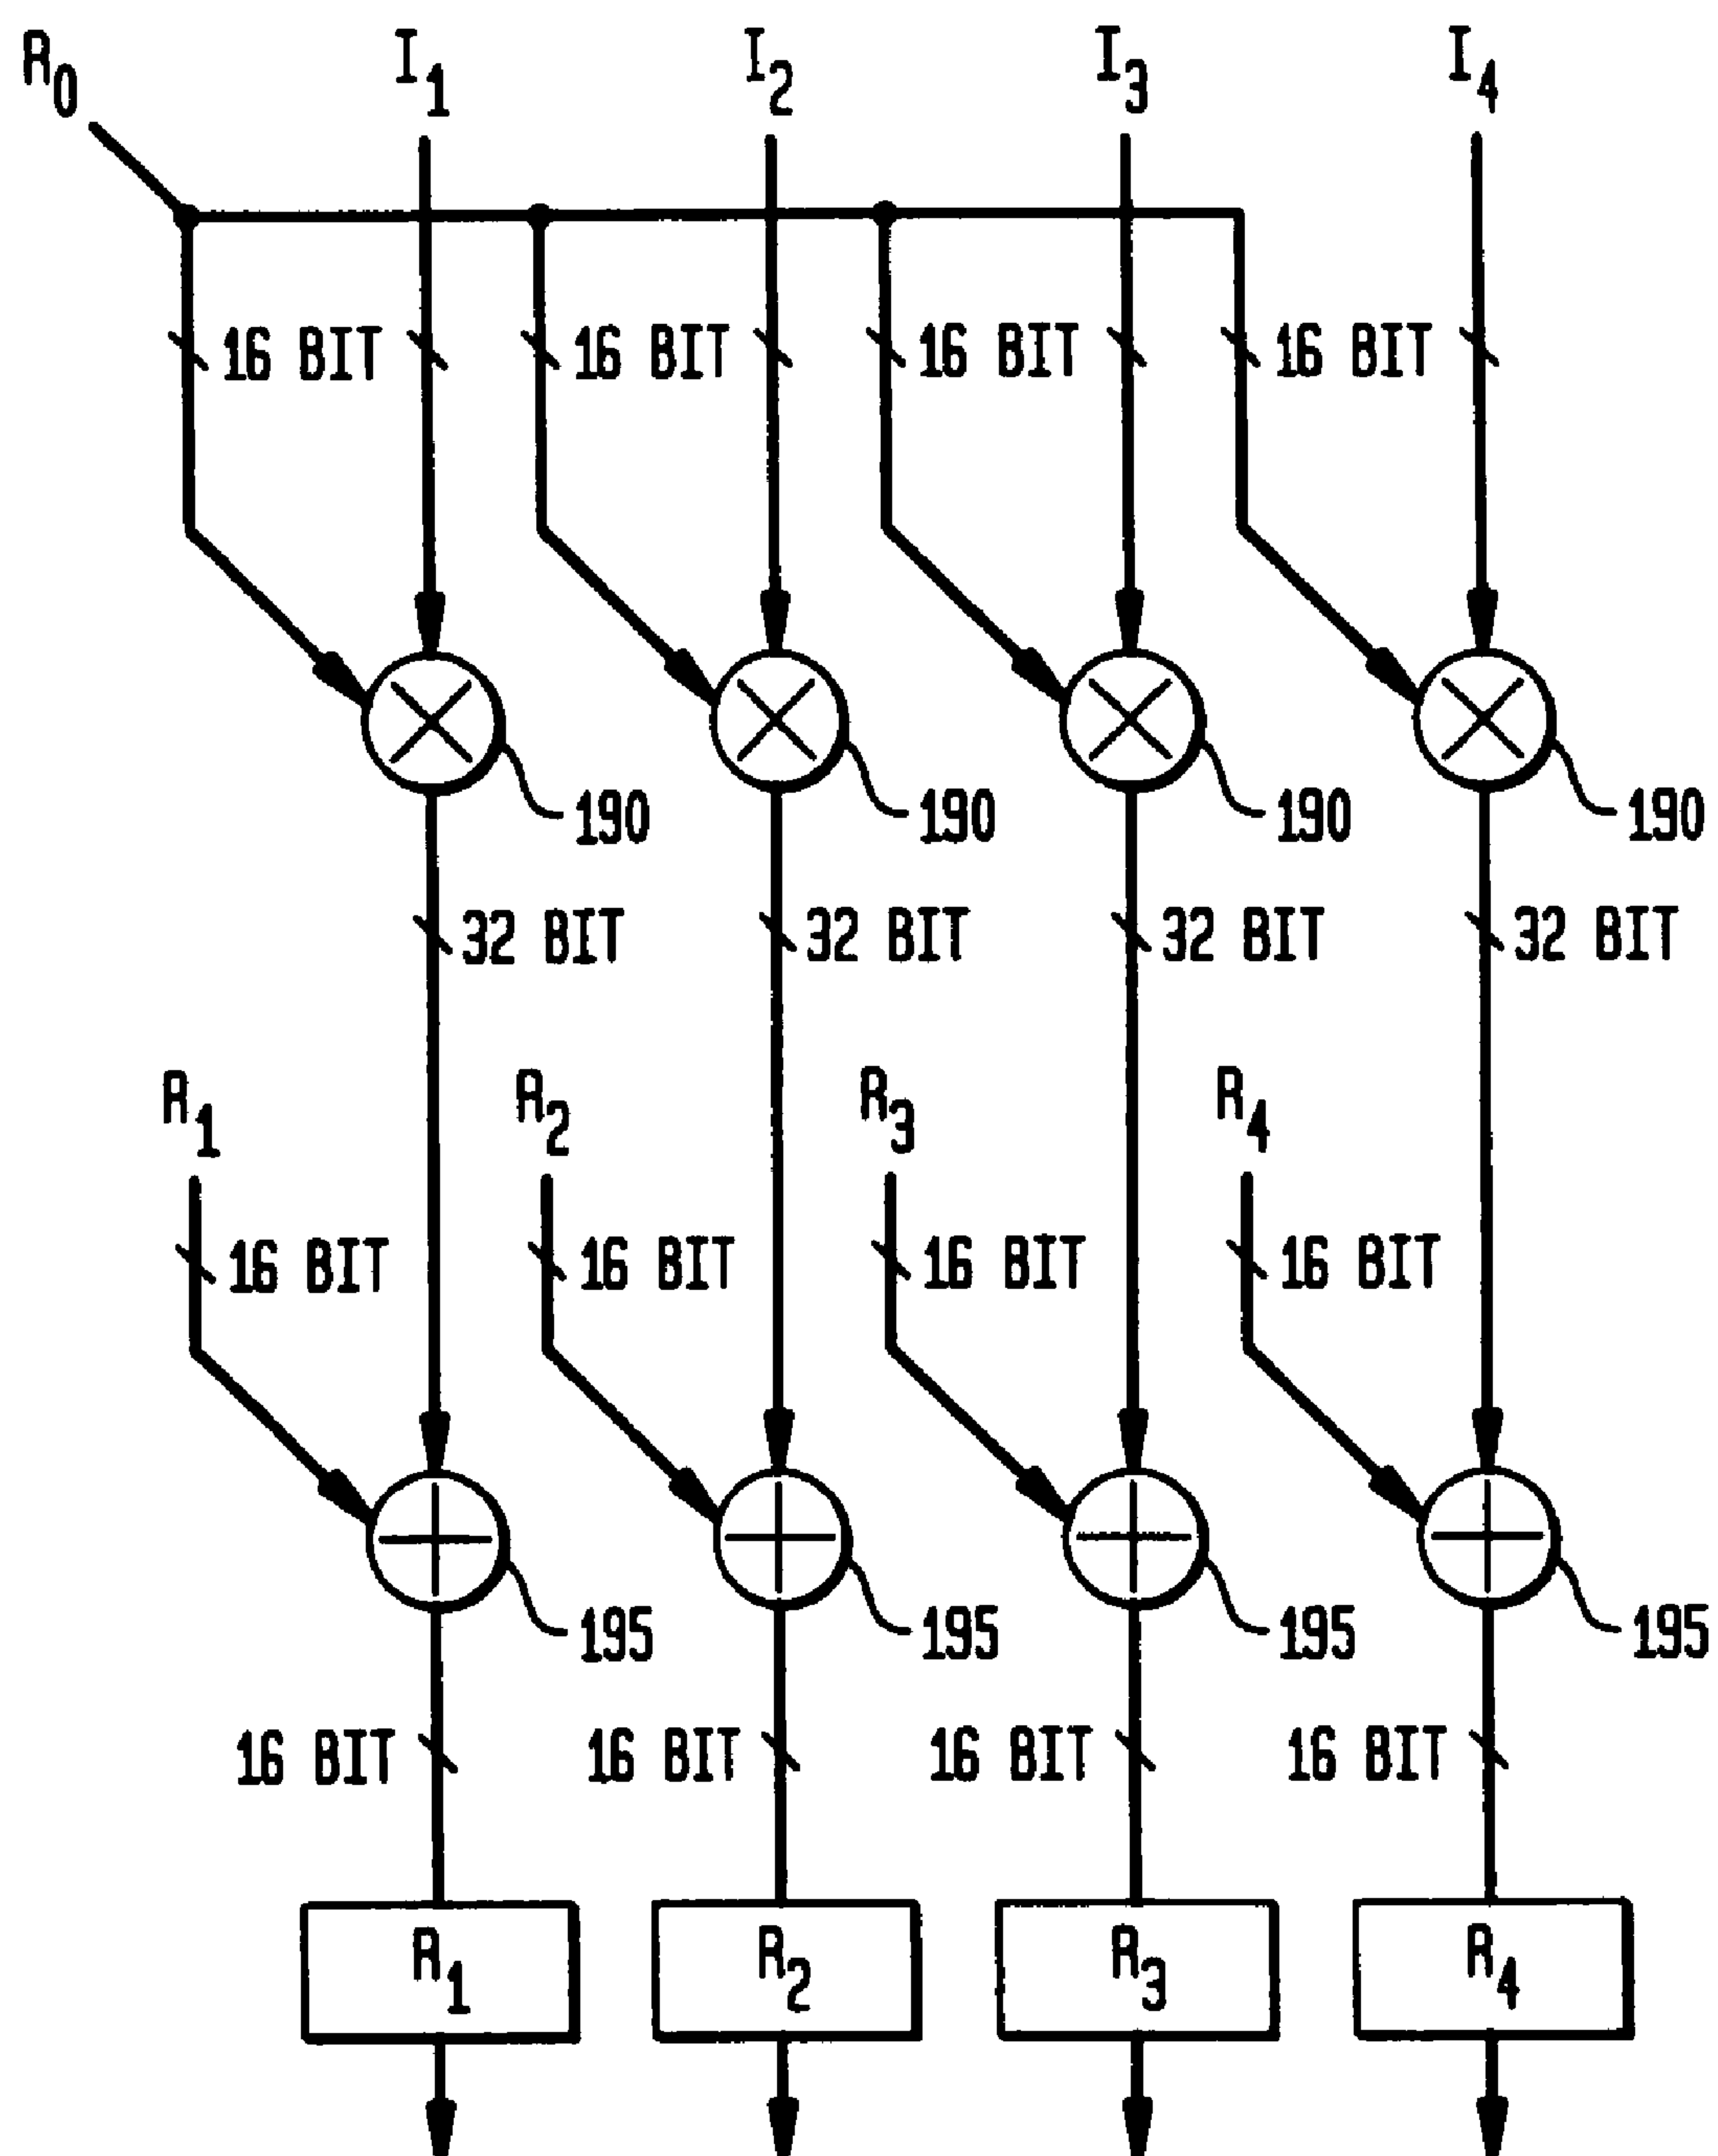 R0 I1 I2 I3 I4
16 BIT 16 BIT 16 BIT 16 BIT
190 190 190 190
32 BIT 32 BIT 32 BIT 32 BIT
R1 R2 R3 R4
16 BIT 16 BIT 16 BIT 16 BIT
195 195 195 195
16 BIT 16 BIT 16 BIT 16 BIT
R1 R2 R3 R4